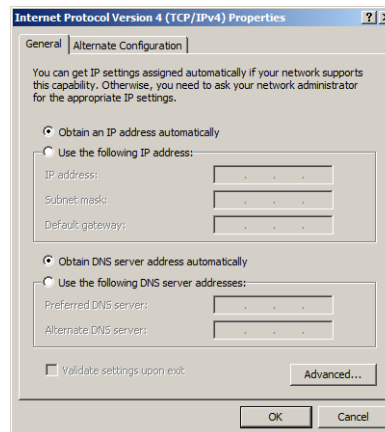 Internet Protocol Version 4 (TCP/IPv4) Properties
General
Alternate Configuration
You can get IP settings assigned automatically if your network supports
this capability. Otherwise, you need to ask your network administrator
for the appropriate IP settings.
Obtain an IP address automatically
Use the following IP address:
IP address:
Subnet mask:
Default gateway:
Obtain DNS server address automatically
Use the following DNS server addresses:
Preferred DNS server:
Alternate DNS server:
Validate settings upon exit
Advanced...
OK
Cancel